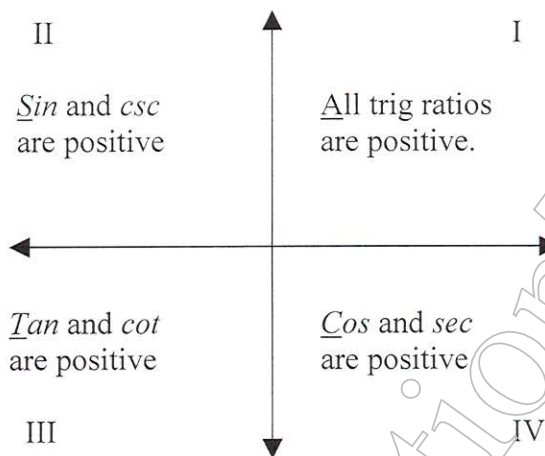 II
I
Sin and csc
are positive
All trig ratios
are positive.
Tan and cot
are positive
Cos and sec
are positive
III
IV